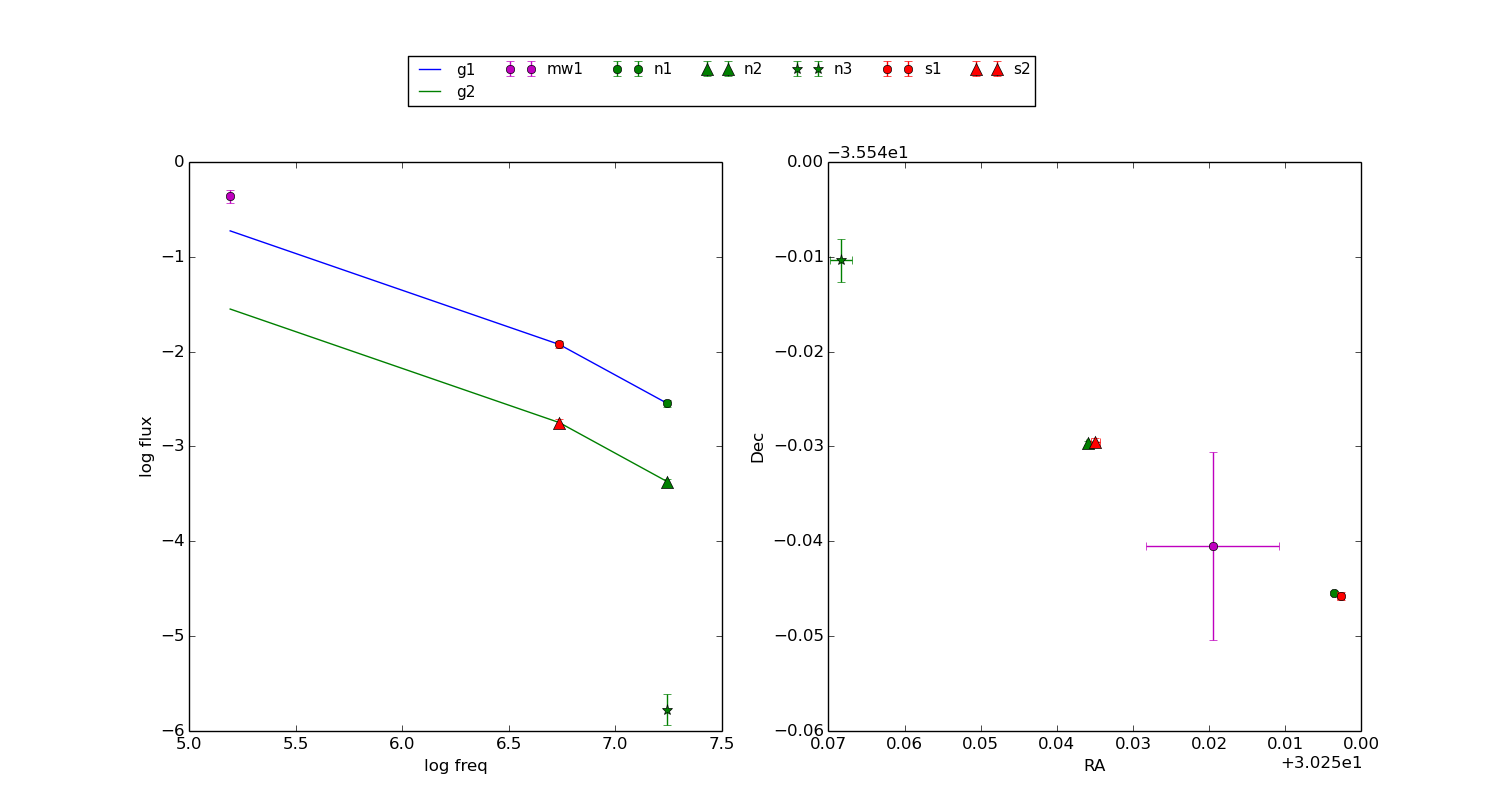 g1 mw1 n1 n2 n3 s1 s2
g2
0
−1
−2
−3
−4
−5
−6
log flux
5.0 5.5 6.0 6.5 7.0 7.5
log freq
−3.554e1
0.00
−0.01
−0.02
−0.03
−0.04
−0.05
−0.06
Dec
0.07 0.06 0.05 0.04 0.03 0.02 0.01 0.00
+3.025e1
RA